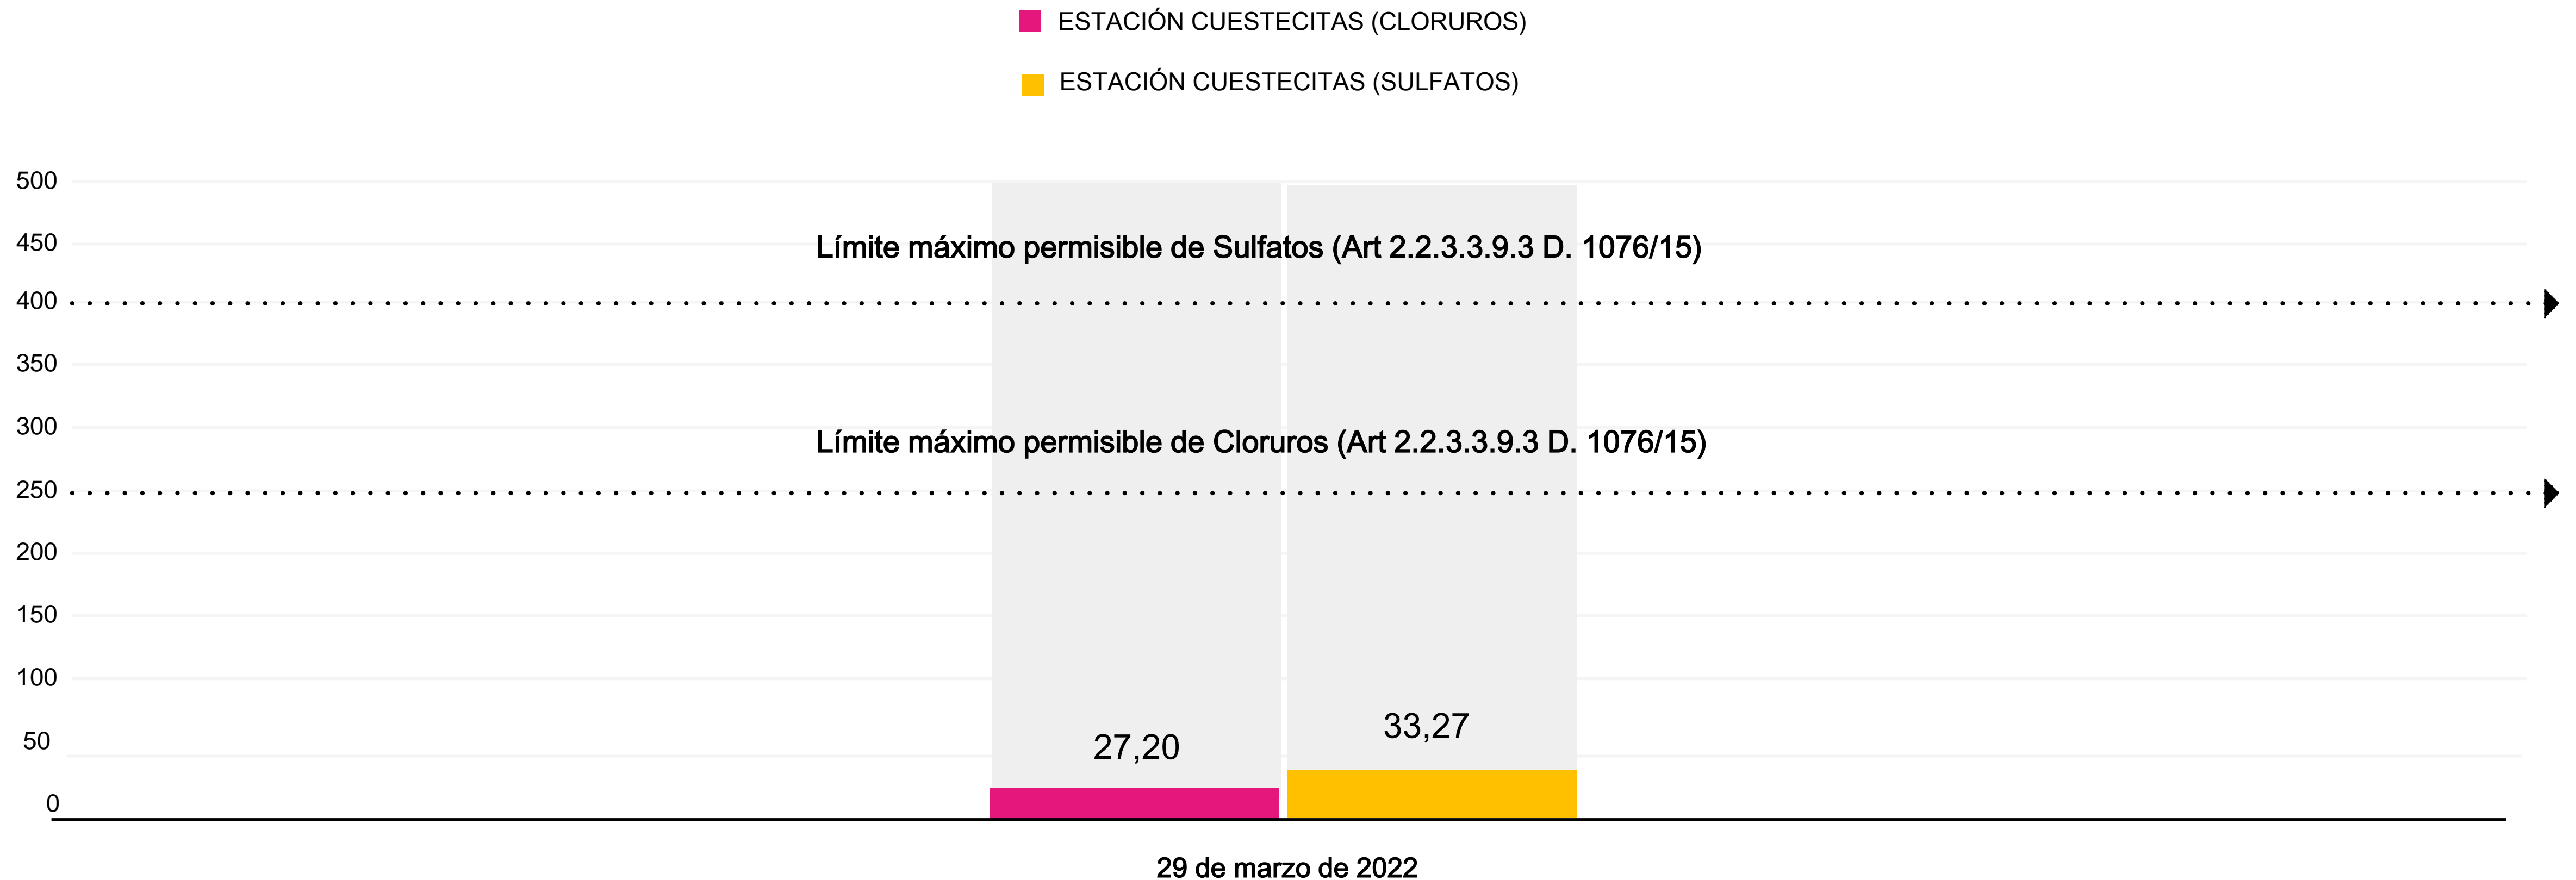 ESTACIÓN CUESTECITAS (CLORUROS)
ESTACIÓN CUESTECITAS (SULFATOS)
500
450
Límite máximo permisible de Sulfatos (Art 2.2.3.3.9.3 D. 1076/15)
400
350
300
Límite máximo permisible de Cloruros (Art 2.2.3.3.9.3 D. 1076/15)
250
200
150
100
50
33,27
27,20
0
29 de marzo de 2022